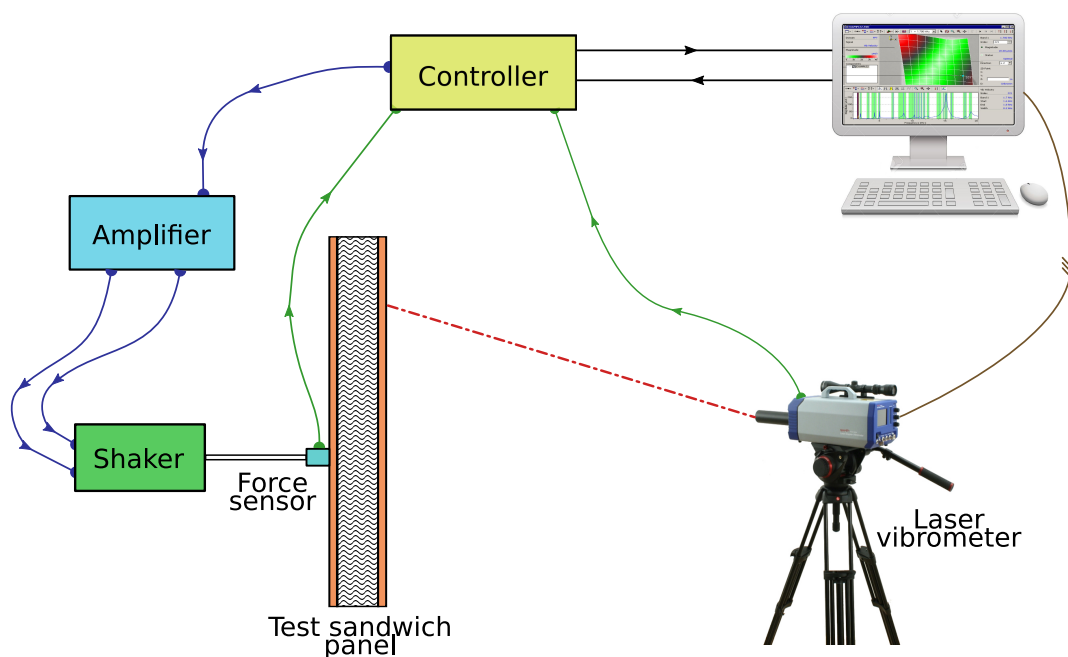 Controller
Amplifier
Shaker
Force
sensor
Test sandwich
panel
Laser
vibrometer